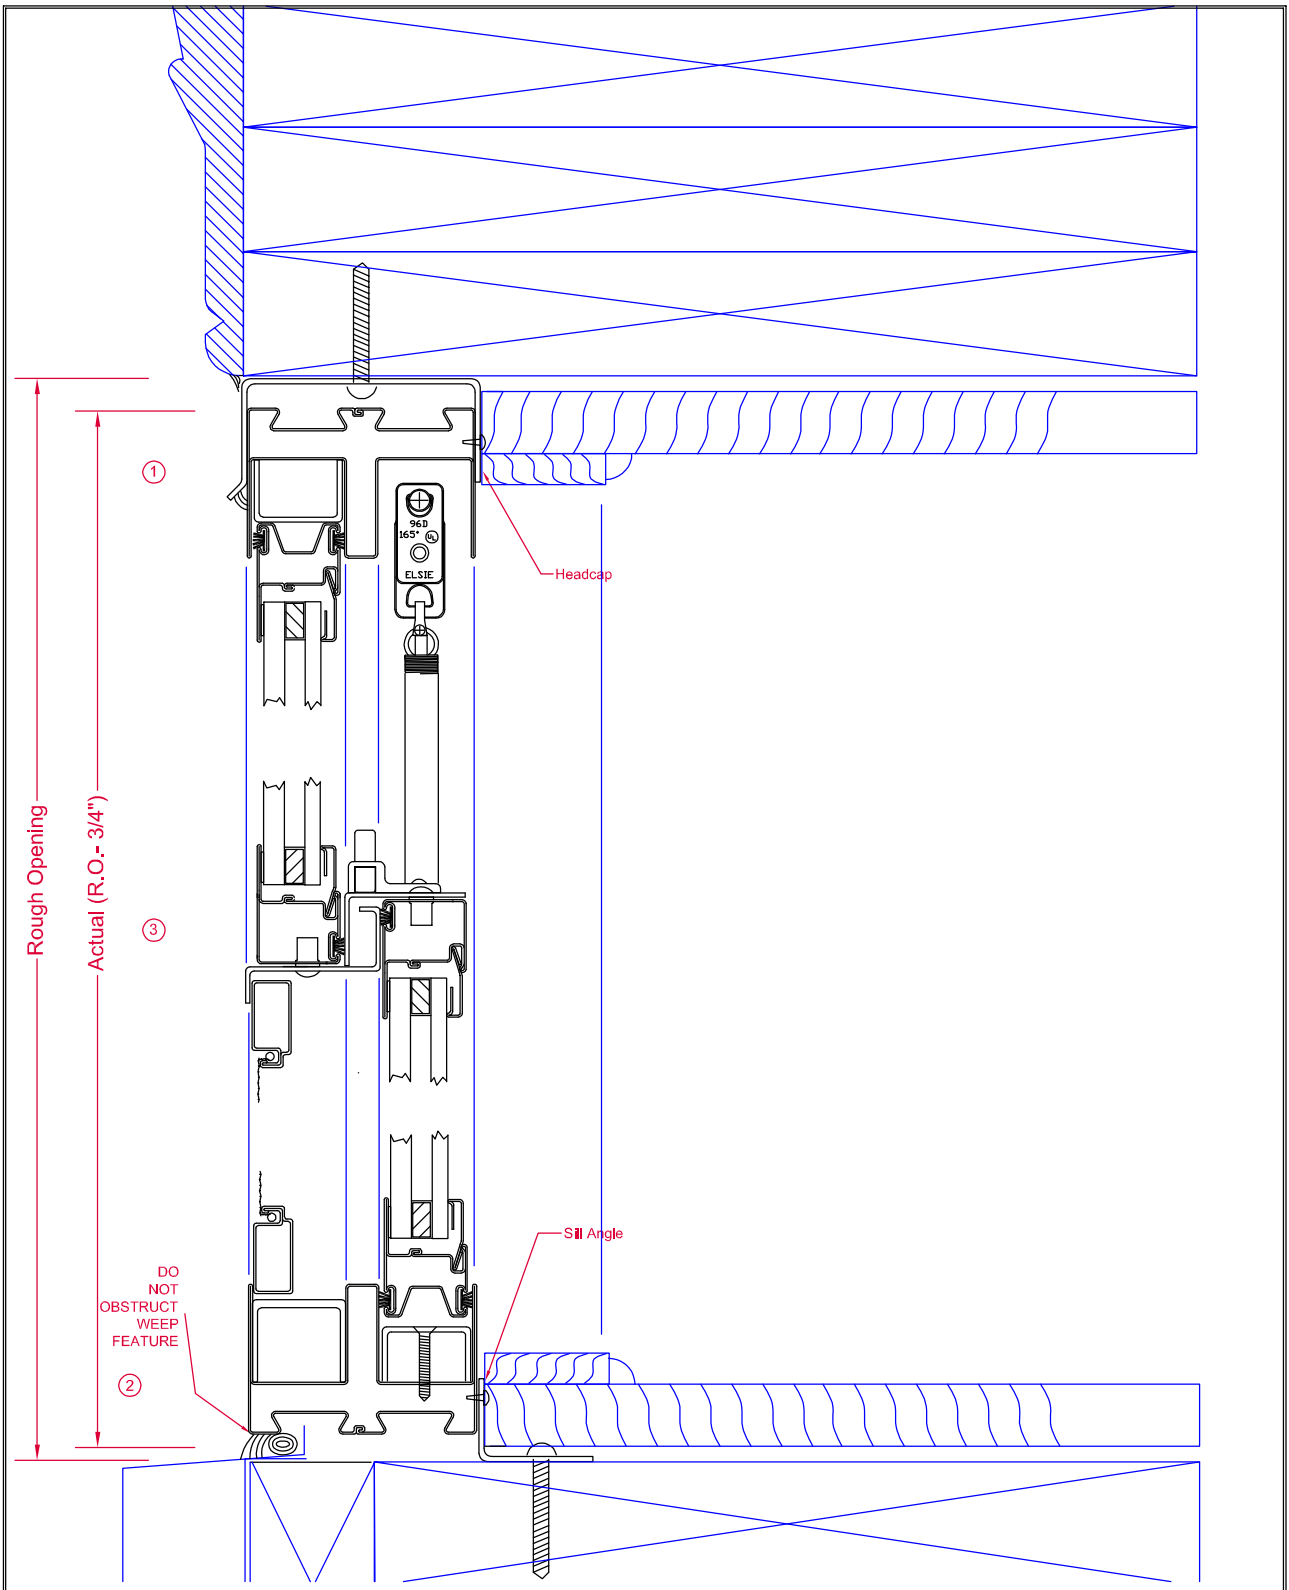 1
96D
165° UL
ELSIE
Headcap
Rough Opening
Actual (R.O.- 3/4")
3
Sill Angle
DO
NOT
OBSTRUCT
WEEP
FEATURE
2